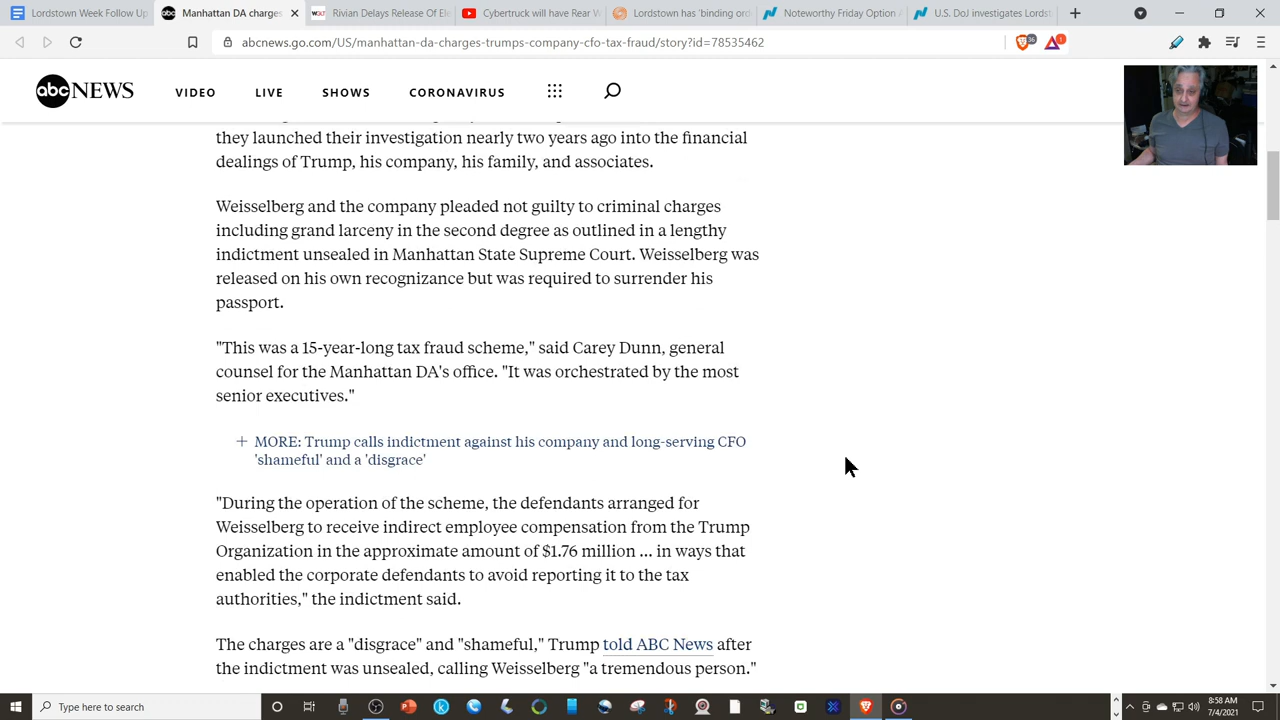 Lordstown Week Follow Up
Manhattan DA charges
Rivian Delays Release Of Ele
Cybertruck will have Rear W
Lordstown has 'binding ord
Noteworthy Friday Option A
U.S. DoJ investigates Lordst
abcnews.go.com/US/manhattan-da-charges-trumps-company-cfo-tax-fraud/story?id=78535462
36
1
abc NEWS
VIDEO
LIVE
SHOWS
CORONAVIRUS
they launched their investigation nearly two years ago into the financial
dealings of Trump, his company, his family, and associates.
Weisselberg and the company pleaded not guilty to criminal charges
including grand larceny in the second degree as outlined in a lengthy
indictment unsealed in Manhattan State Supreme Court. Weisselberg was
released on his own recognizance but was required to surrender his
passport.
"This was a 15-year-long tax fraud scheme," said Carey Dunn, general
counsel for the Manhattan DA's office. "It was orchestrated by the most
senior executives."
+ MORE: Trump calls indictment against his company and long-serving CFO
'shameful' and a 'disgrace'
"During the operation of the scheme, the defendants arranged for
Weisselberg to receive indirect employee compensation from the Trump
Organization in the approximate amount of $1.76 million ... in ways that
enabled the corporate defendants to avoid reporting it to the tax
authorities," the indictment said.
The charges are a "disgrace" and "shameful," Trump told ABC News after
the indictment was unsealed, calling Weisselberg "a tremendous person."
Type here to search
8:58 AM
7/4/2021